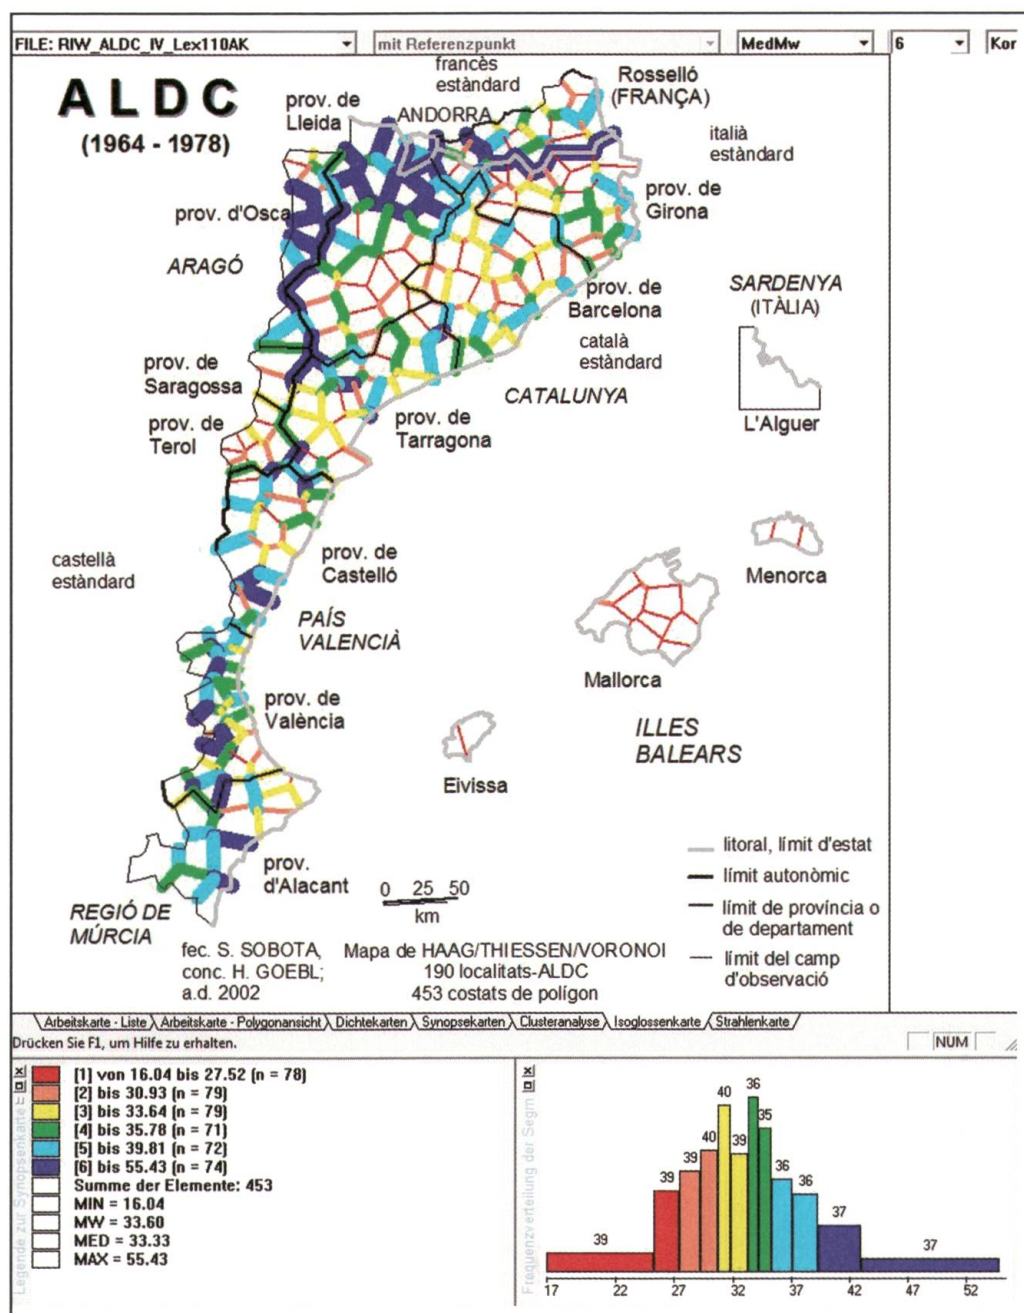 FILE: RIW_ALDC_IV_Lex110AK
mit Referenzpunkt
MedMw
6
Kor
ALDC
(1964 - 1978)
francès
estàndard
Rosselló
(FRANÇA)
prov. de
Lleida
ANDORRA
italià
estàndard
prov. d'Osca
prov. de
Girona
ARAGÓ
SARDENYA
(ITÀLIA)
prov. de
Barcelona
català
estàndard
prov. de
Saragossa
CATALUNYA
L'Alguer
prov. de
Terol
prov. de
Tarragona
castellà
estàndard
prov. de
Castelló
Menorca
PAÍS
VALENCIÀ
Mallorca
prov. de
València
ILLES
BALEARS
Eivissa
prov.
d'Alacant
0 25 50
km
litoral, límit d'estat
límit autonòmic
límit de província o
de departament
límit del camp
d'observació
REGIÓ DE
MÚRCIA
fec. S. SOBOTA,
conc. H. GOEBL;
a.d. 2002
Mapa de HAAG/THIESSEN/VORONOI
190 localitats-ALDC
453 costats de polígon
Arbeitskarte - Liste
Arbeitskarte - Polygonansicht
Dichtekarten
Synopsekarten
Clusteranalyse
Isoglossenkarte
Strahlenkarte
Drücken Sie F1, um Hilfe zu erhalten.
NUM
Legende zur Synopsenkarte
[1] von 16.04 bis 27.52 (n = 78)
[2] bis 30.93 (n = 79)
[3] bis 33.64 (n = 79)
[4] bis 35.78 (n = 71)
[5] bis 39.81 (n = 72)
[6] bis 55.43 (n = 74)
Summe der Elemente: 453
MIN = 16.04
MW = 33.60
MED = 33.33
MAX = 55.43
Frequenzverteilung der Segm
39 39 39 40 40 39 36 35 36 36 37 37
17 22 27 32 37 42 47 52